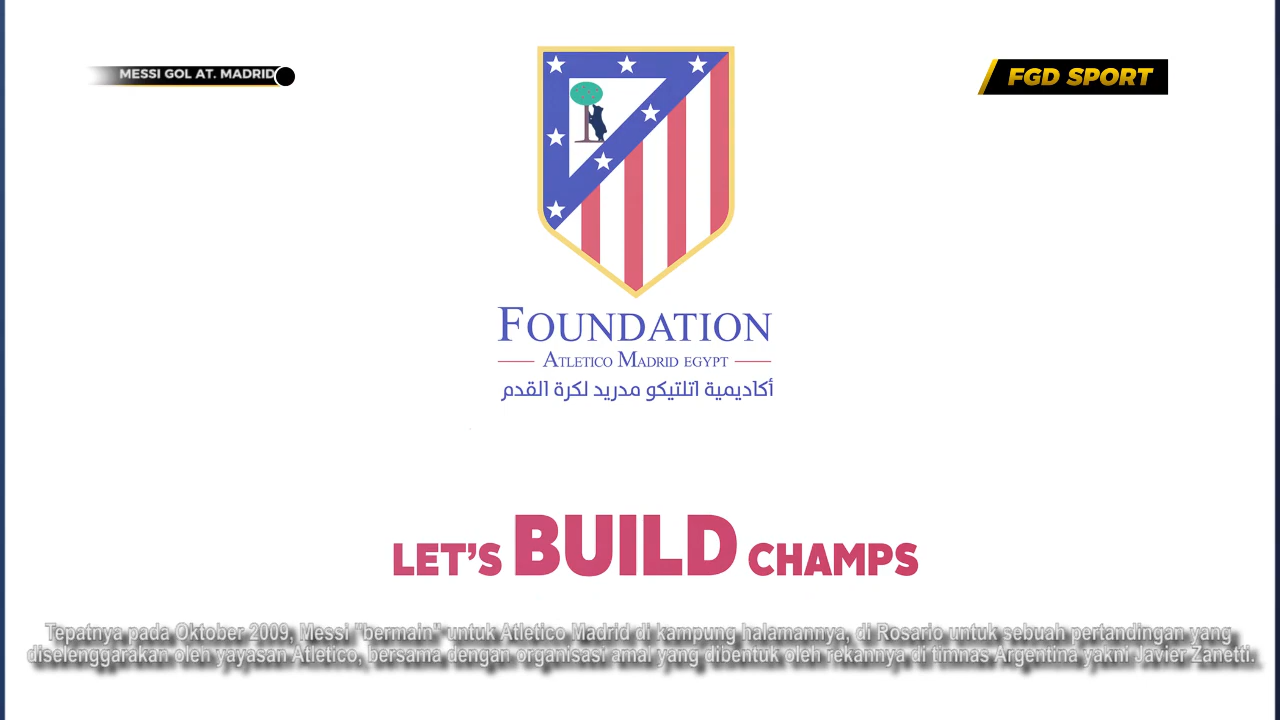 MESSI GOL AT. MADRID
FGD SPORT
FOUNDATION
ATLETICO MADRID EGYPT
أكاديمية اتلتيكو مدريد لكرة القدم
LET'S BUILD CHAMPS
Tepatnya pada Oktober 2009, Messi "bermain" untuk Atletico Madrid di kampung halamannya, di Rosario untuk sebuah pertandingan yang
diselenggarakan oleh yayasan Atletico, bersama dengan organisasi amal yang dibentuk oleh rekannya di timnas Argentina yakni Javier Zanetti.